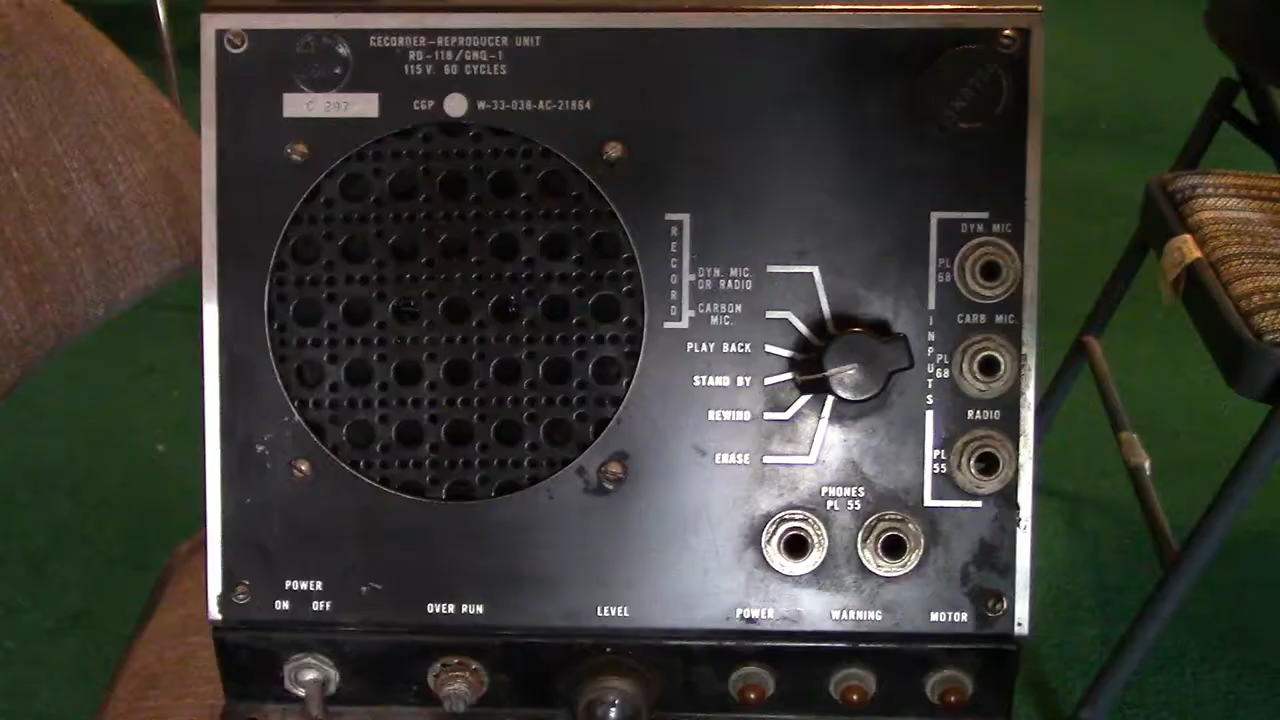 RECORDER-REPRODUCER UNIT
RD-11B/GNQ-1
115 V. 60 CYCLES
C 397
CGP W-33-038-AC-21864
RECORD
DYN. MIC.
OR RADIO
CARBON
MIC.
PLAY BACK
STAND BY
REWIND
ERASE
INPUTS
DYN. MIC
PL
68
CARB MIC.
PL
68
RADIO
PL
55
PHONES
PL 55
POWER
ON OFF
OVER RUN
LEVEL
POWER
WARNING
MOTOR